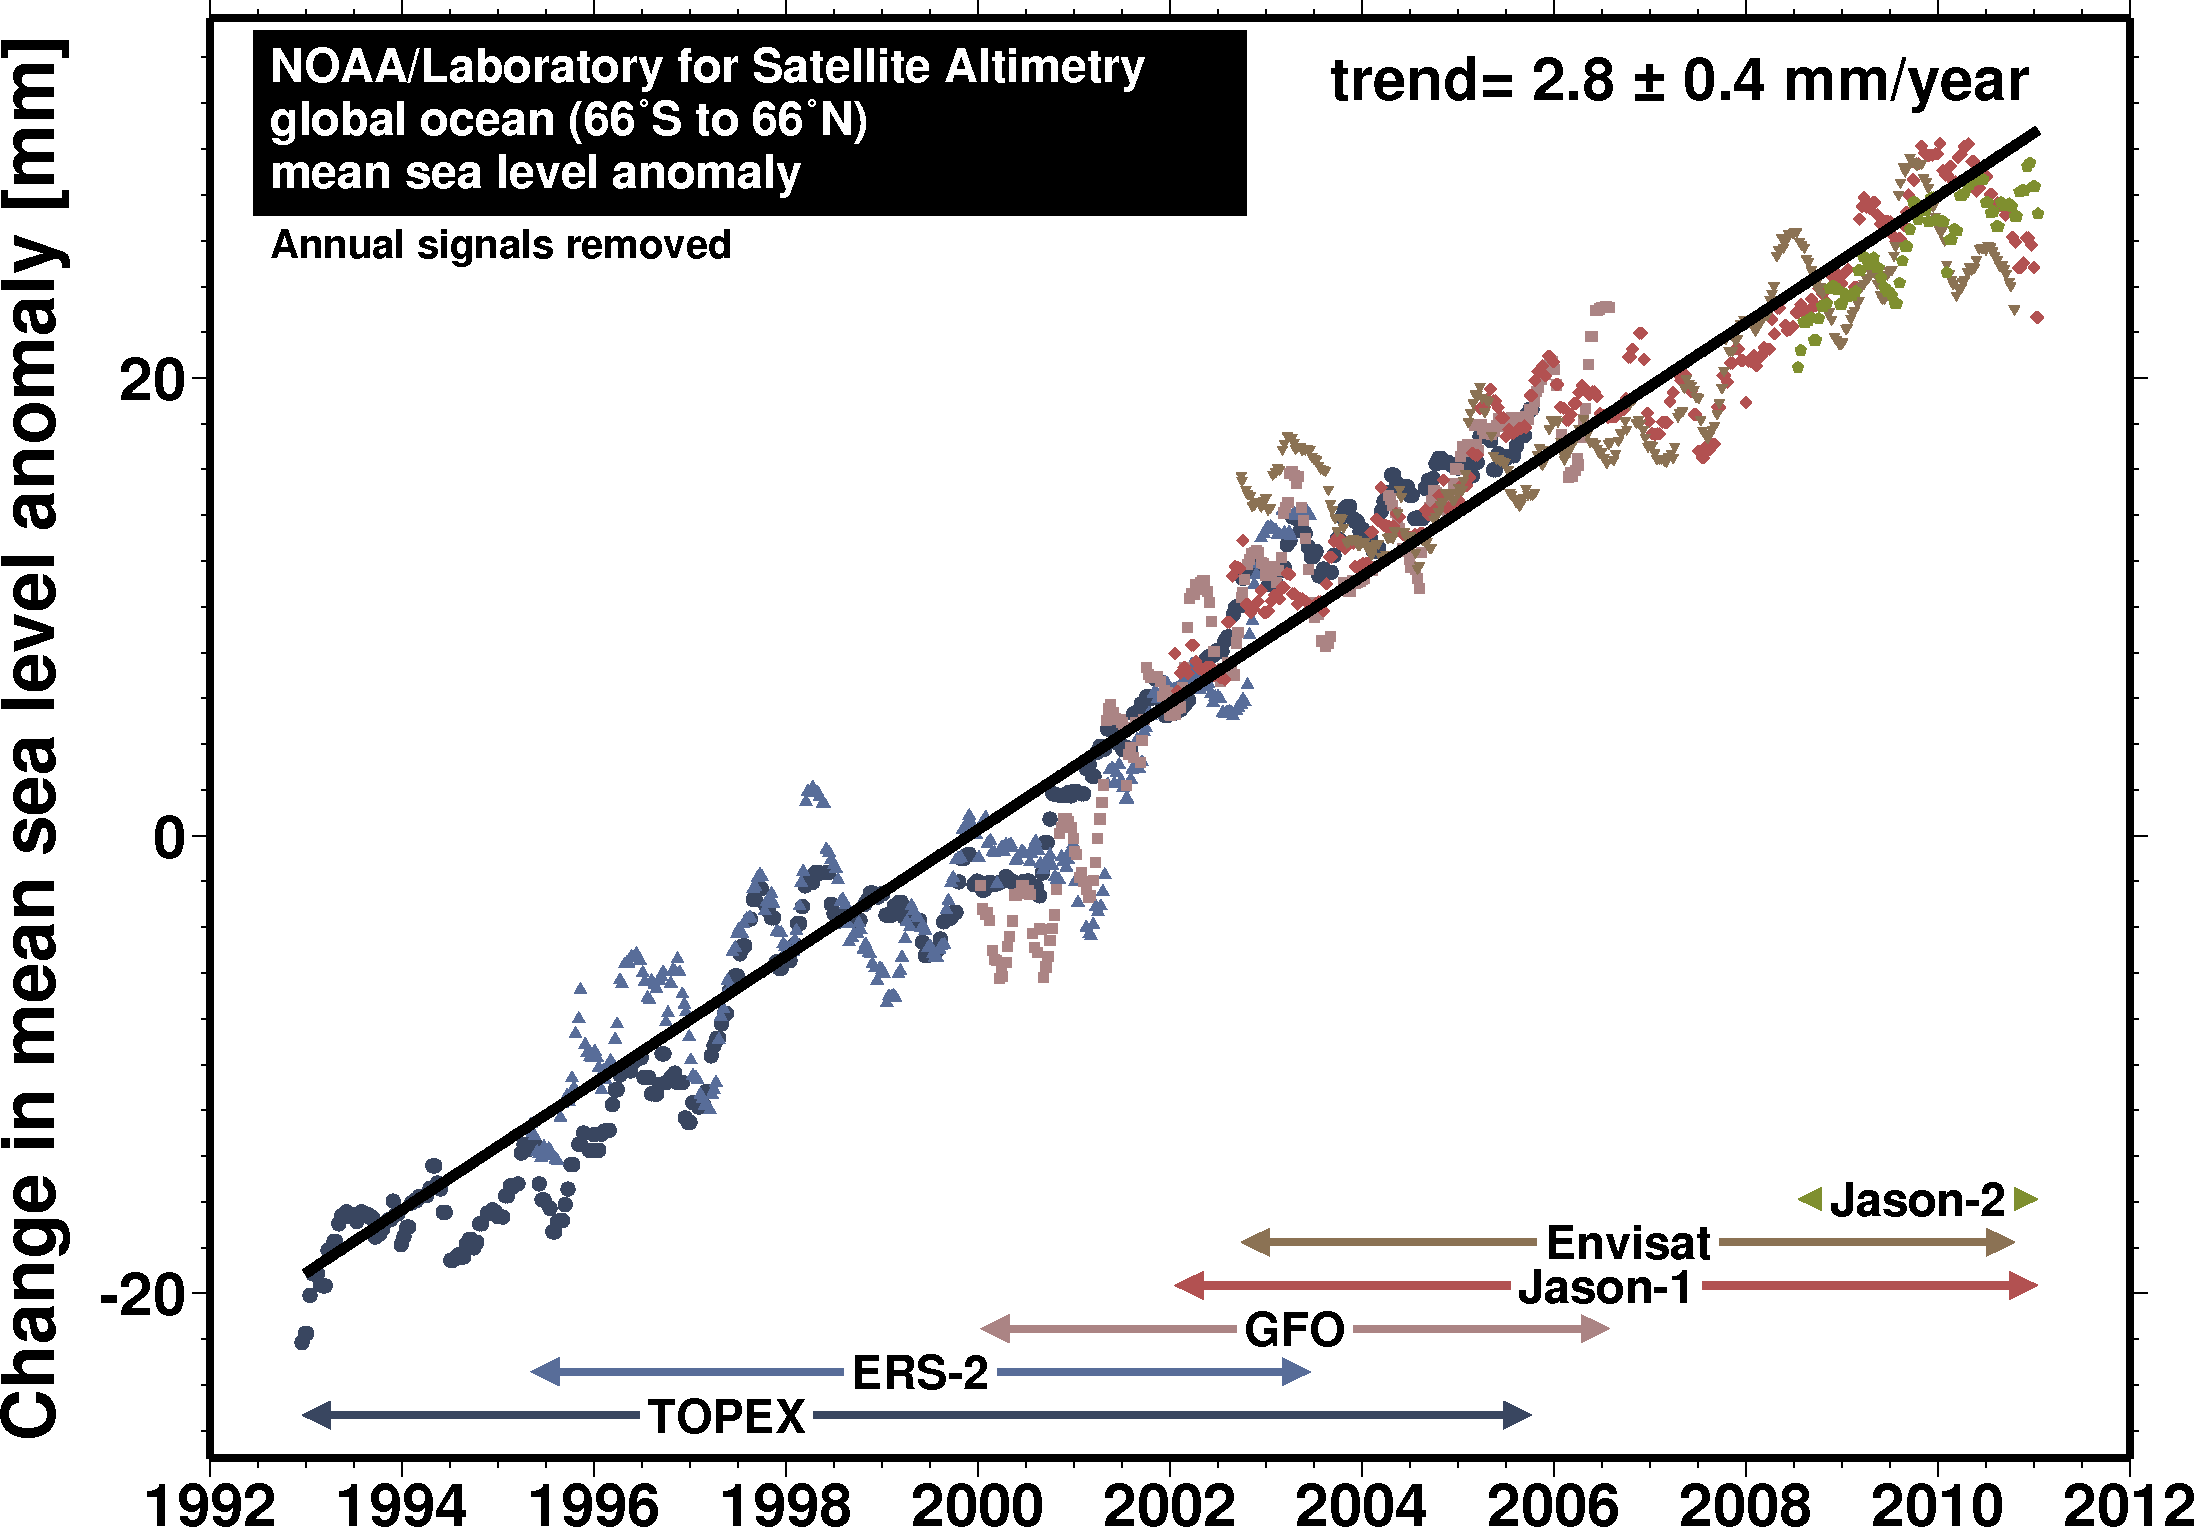 NOAA/Laboratory for Satellite Altimetry
global ocean (66°S to 66°N)
mean sea level anomaly
Annual signals removed
trend= 2.8 ± 0.4 mm/year
Change in mean sea level anomaly [mm]
20
0
-20
Jason-2
Envisat
Jason-1
GFO
ERS-2
TOPEX
1992 1994 1996 1998 2000 2002 2004 2006 2008 2010 2012